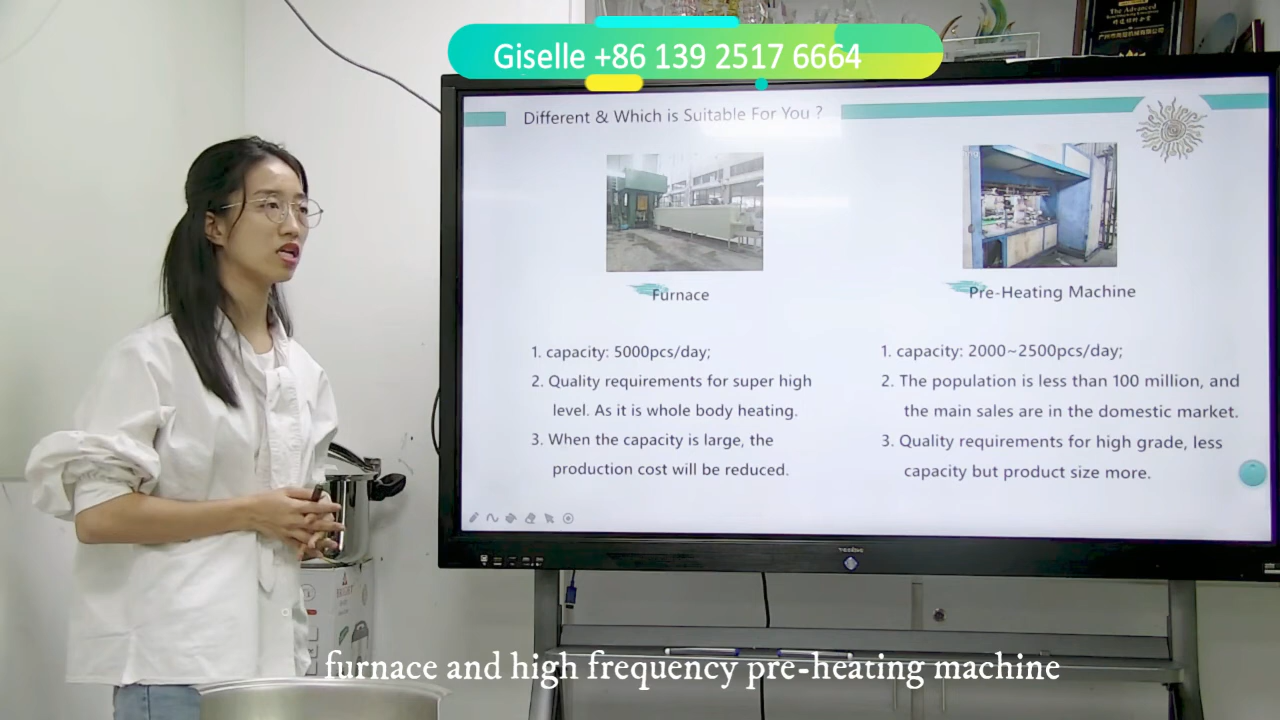 The Advanced
Giselle +86 139 2517 6664
Different & Which is Suitable For You ?
Furnace
Pre-Heating Machine
1. capacity: 5000pcs/day;
2. Quality requirements for super high
level. As it is whole body heating.
3. When the capacity is large, the
production cost will be reduced.
1. capacity: 2000~2500pcs/day;
2. The population is less than 100 million, and
the main sales are in the domestic market.
3. Quality requirements for high grade, less
capacity but product size more.
furnace and high frequency pre-heating machine